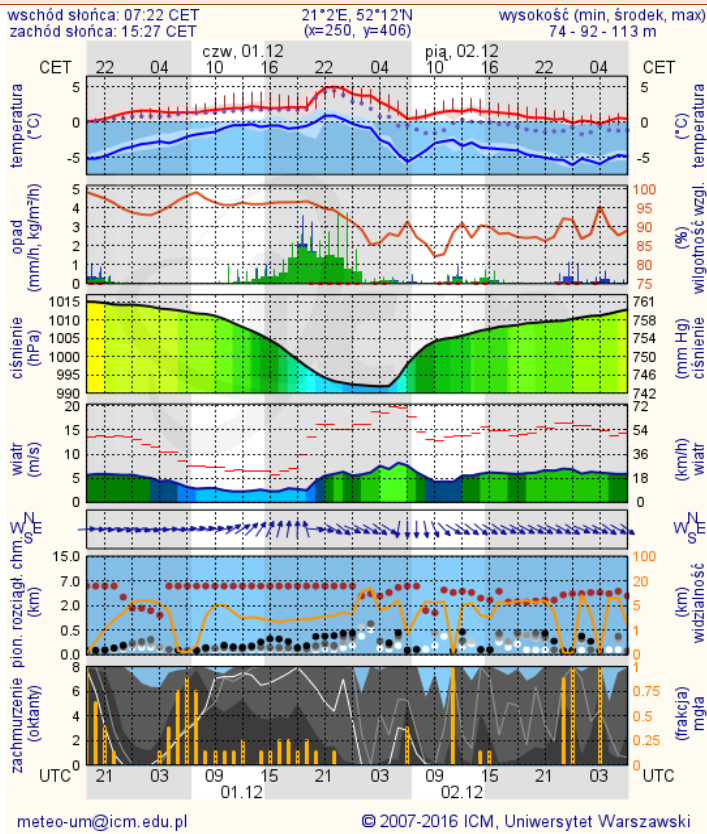 wschód słońca: 07:22 CET 21°2'E, 52°12'N wysokość (min, środek, max)
zachód słońca: 15:27 CET (x=250, y=406) 74 - 92 - 113 m
czw, 01.12 pią, 02.12
CET 22 04 10 16 22 04 10 16 22 04 CET
temperatura (°C)
5 0 -5
5 0 -5
temperatura (°C)
opad (mm/h, kg/m²/h)
5 4 3 2 1 0
100 95 90 85 80 75
(%) wilgotność wzgl.
ciśnienie (hPa)
1015 1010 1005 1000 995 990
761 758 754 750 746 742
(mm Hg) ciśnienie
wiatr (m/s)
20 15 10 5 0
72 54 36 18 0
(km/h) wiatr
N W E S
N W E S
pion. rozciągł. chm. (km)
15.0 7.0 2.0 0.5 0.0
100 20 5 1 0
(km) widzialność
zachmurzenie (oktanty)
8 6 4 2 0
1 0.75 0.5 0.25 0
(frakcja) mgła
UTC 21 03 09 15 21 03 09 15 21 03 UTC
01.12 02.12
meteo-um@icm.edu.pl © 2007-2016 ICM, Uniwersytet Warszawski